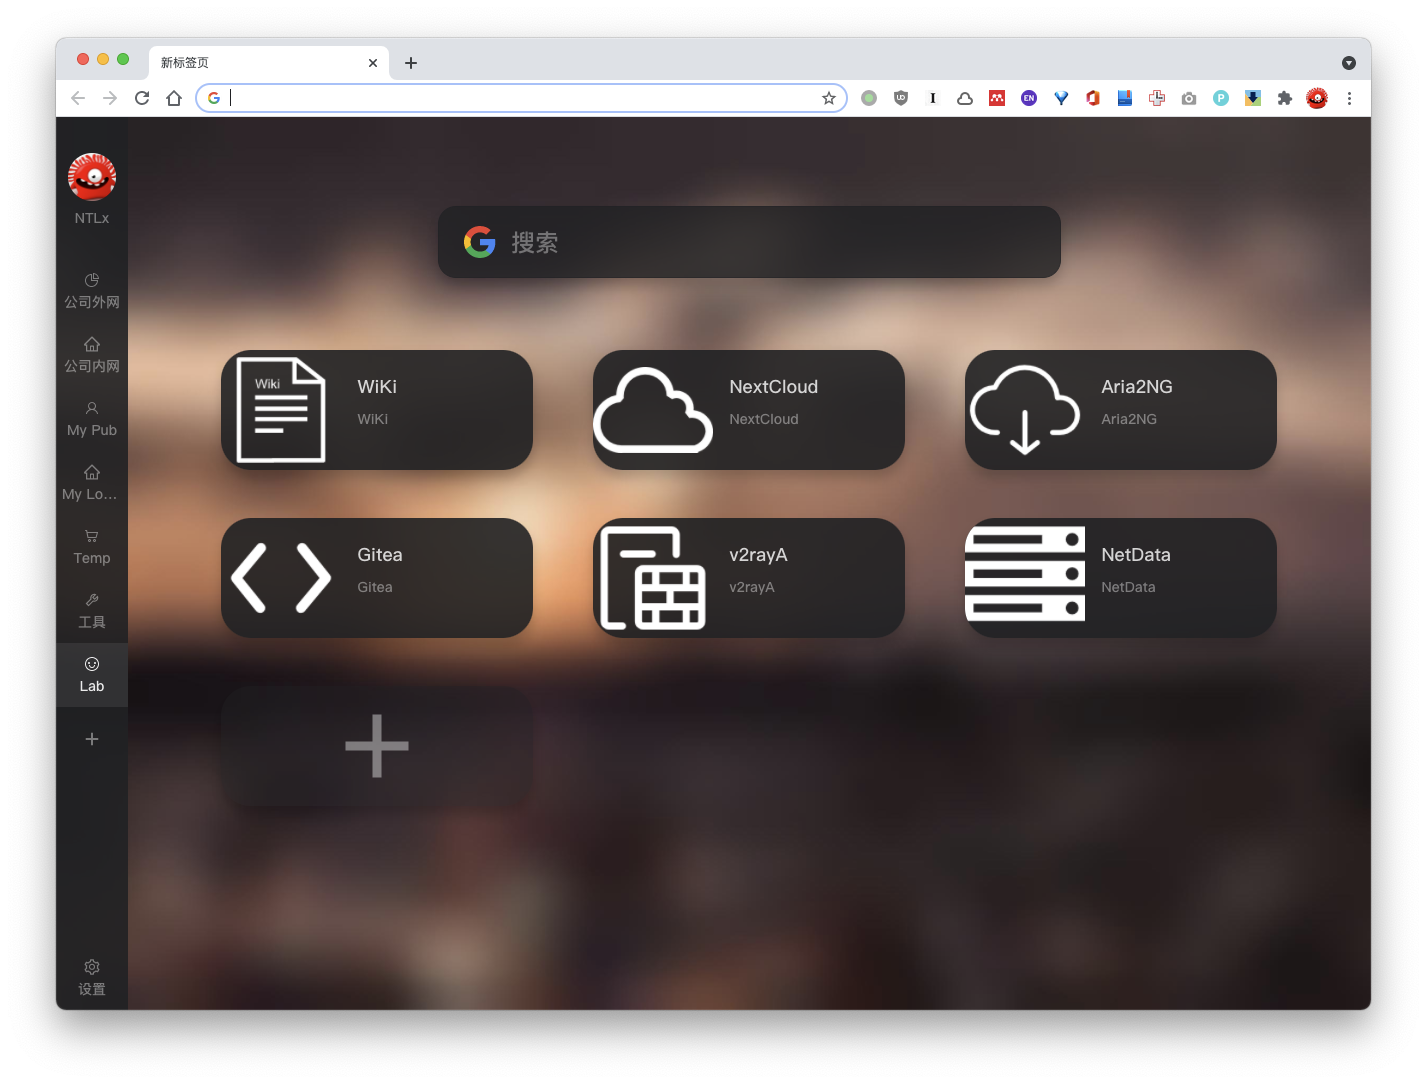 新标签页
UD
I
EN
P
NTLx
公司外网
公司内网
My Pub
My Lo...
Temp
工具
Lab
设置
搜索
Wiki
WiKi
WiKi
NextCloud
NextCloud
Aria2NG
Aria2NG
Gitea
Gitea
v2rayA
v2rayA
NetData
NetData